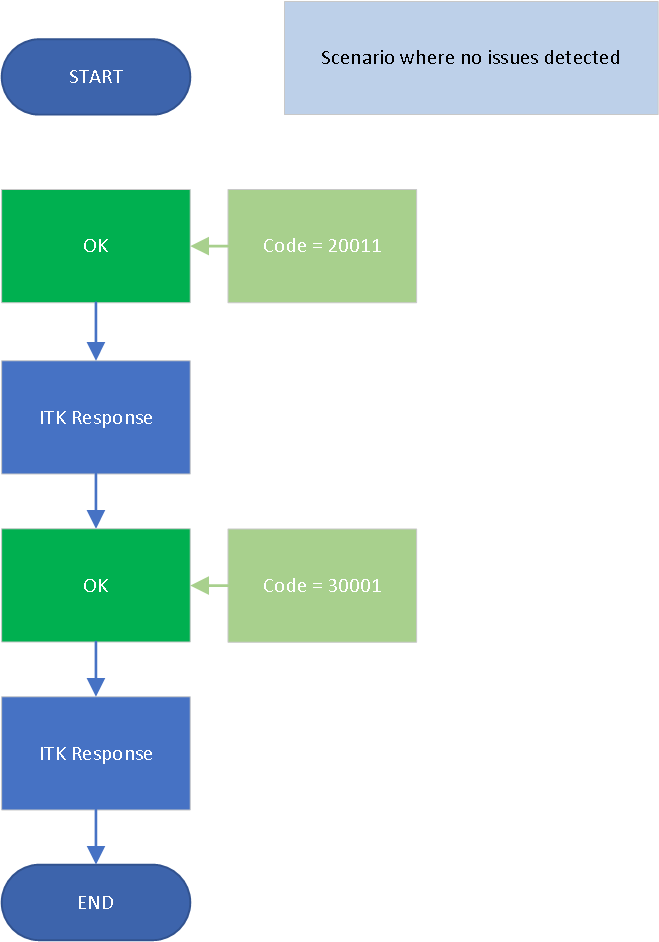 START
Scenario where no issues detected
OK
Code = 20011
ITK Response
OK
Code = 30001
ITK Response
END